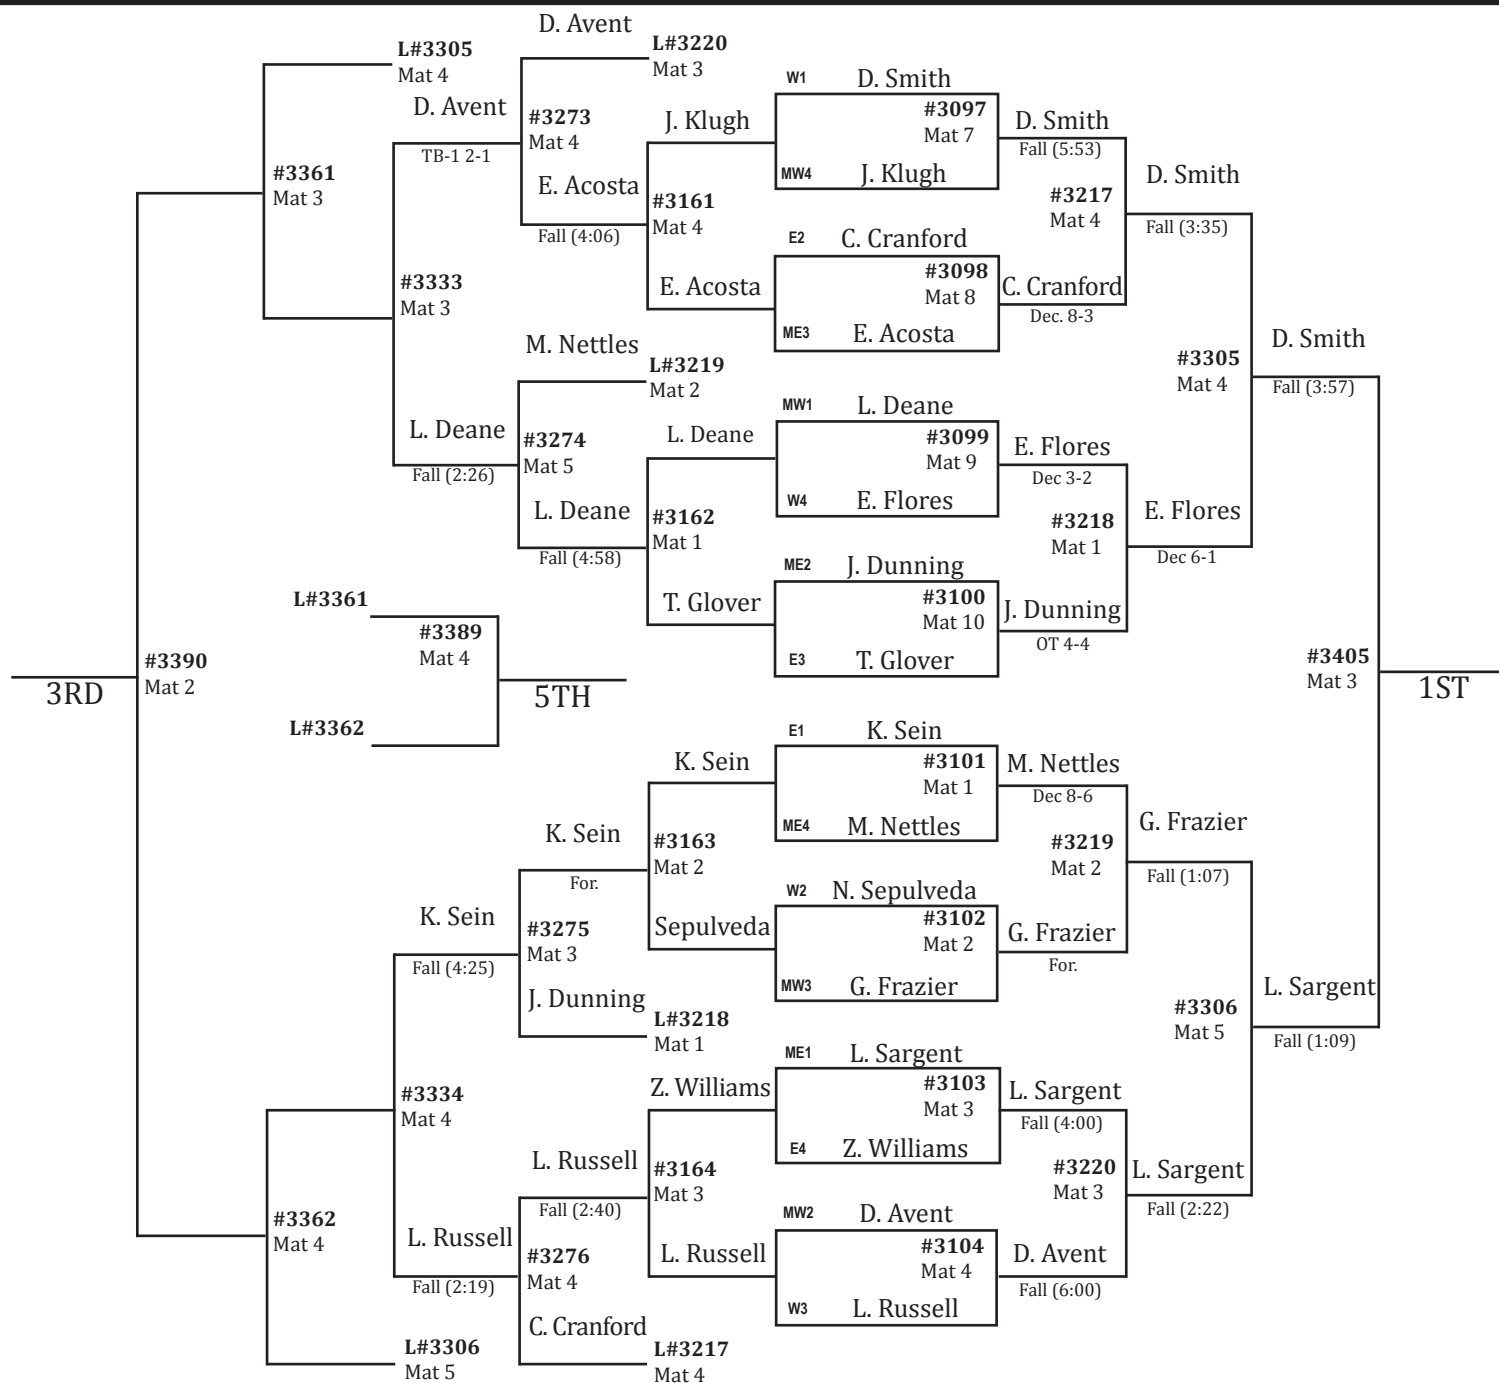 D. Avent
L#3305
Mat 4
L#3220
Mat 3
D. Avent
TB-1 2-1
#3273
Mat 4
#3361
Mat 3
E. Acosta
Fall (4:06)
J. Klugh
#3161
Mat 4
E. Acosta
W1
D. Smith
#3097
Mat 7
MW4
J. Klugh
D. Smith
Fall (5:53)
#3217
Mat 4
D. Smith
Fall (3:35)
E2
C. Cranford
#3098
Mat 8
ME3
E. Acosta
C. Cranford
Dec. 8-3
#3333
Mat 3
M. Nettles
L#3219
Mat 2
#3305
Mat 4
D. Smith
Fall (3:57)
L. Deane
Fall (2:26)
#3274
Mat 5
L. Deane
Fall (4:58)
L. Deane
#3162
Mat 1
T. Glover
MW1
L. Deane
#3099
Mat 9
W4
E. Flores
E. Flores
Dec 3-2
#3218
Mat 1
E. Flores
Dec 6-1
ME2
J. Dunning
#3100
Mat 10
E3
T. Glover
J. Dunning
OT 4-4
L#3361
#3389
Mat 4
L#3362
5TH
#3390
Mat 2
3RD
#3405
Mat 3
1ST
E1
K. Sein
#3101
Mat 1
ME4
M. Nettles
M. Nettles
Dec 8-6
K. Sein
#3163
Mat 2
Sepulveda
K. Sein
For.
#3219
Mat 2
G. Frazier
Fall (1:07)
W2
N. Sepulveda
#3102
Mat 2
MW3
G. Frazier
G. Frazier
For.
K. Sein
Fall (4:25)
#3275
Mat 3
J. Dunning
L#3218
Mat 1
#3306
Mat 5
L. Sargent
Fall (1:09)
ME1
L. Sargent
#3103
Mat 3
E4
Z. Williams
L. Sargent
Fall (4:00)
Z. Williams
#3164
Mat 3
L. Russell
#3334
Mat 4
L. Russell
Fall (2:40)
#3220
Mat 3
L. Sargent
Fall (2:22)
MW2
D. Avent
#3104
Mat 4
W3
L. Russell
D. Avent
Fall (6:00)
#3362
Mat 4
L. Russell
Fall (2:19)
#3276
Mat 4
C. Cranford
L#3217
Mat 4
L#3306
Mat 5